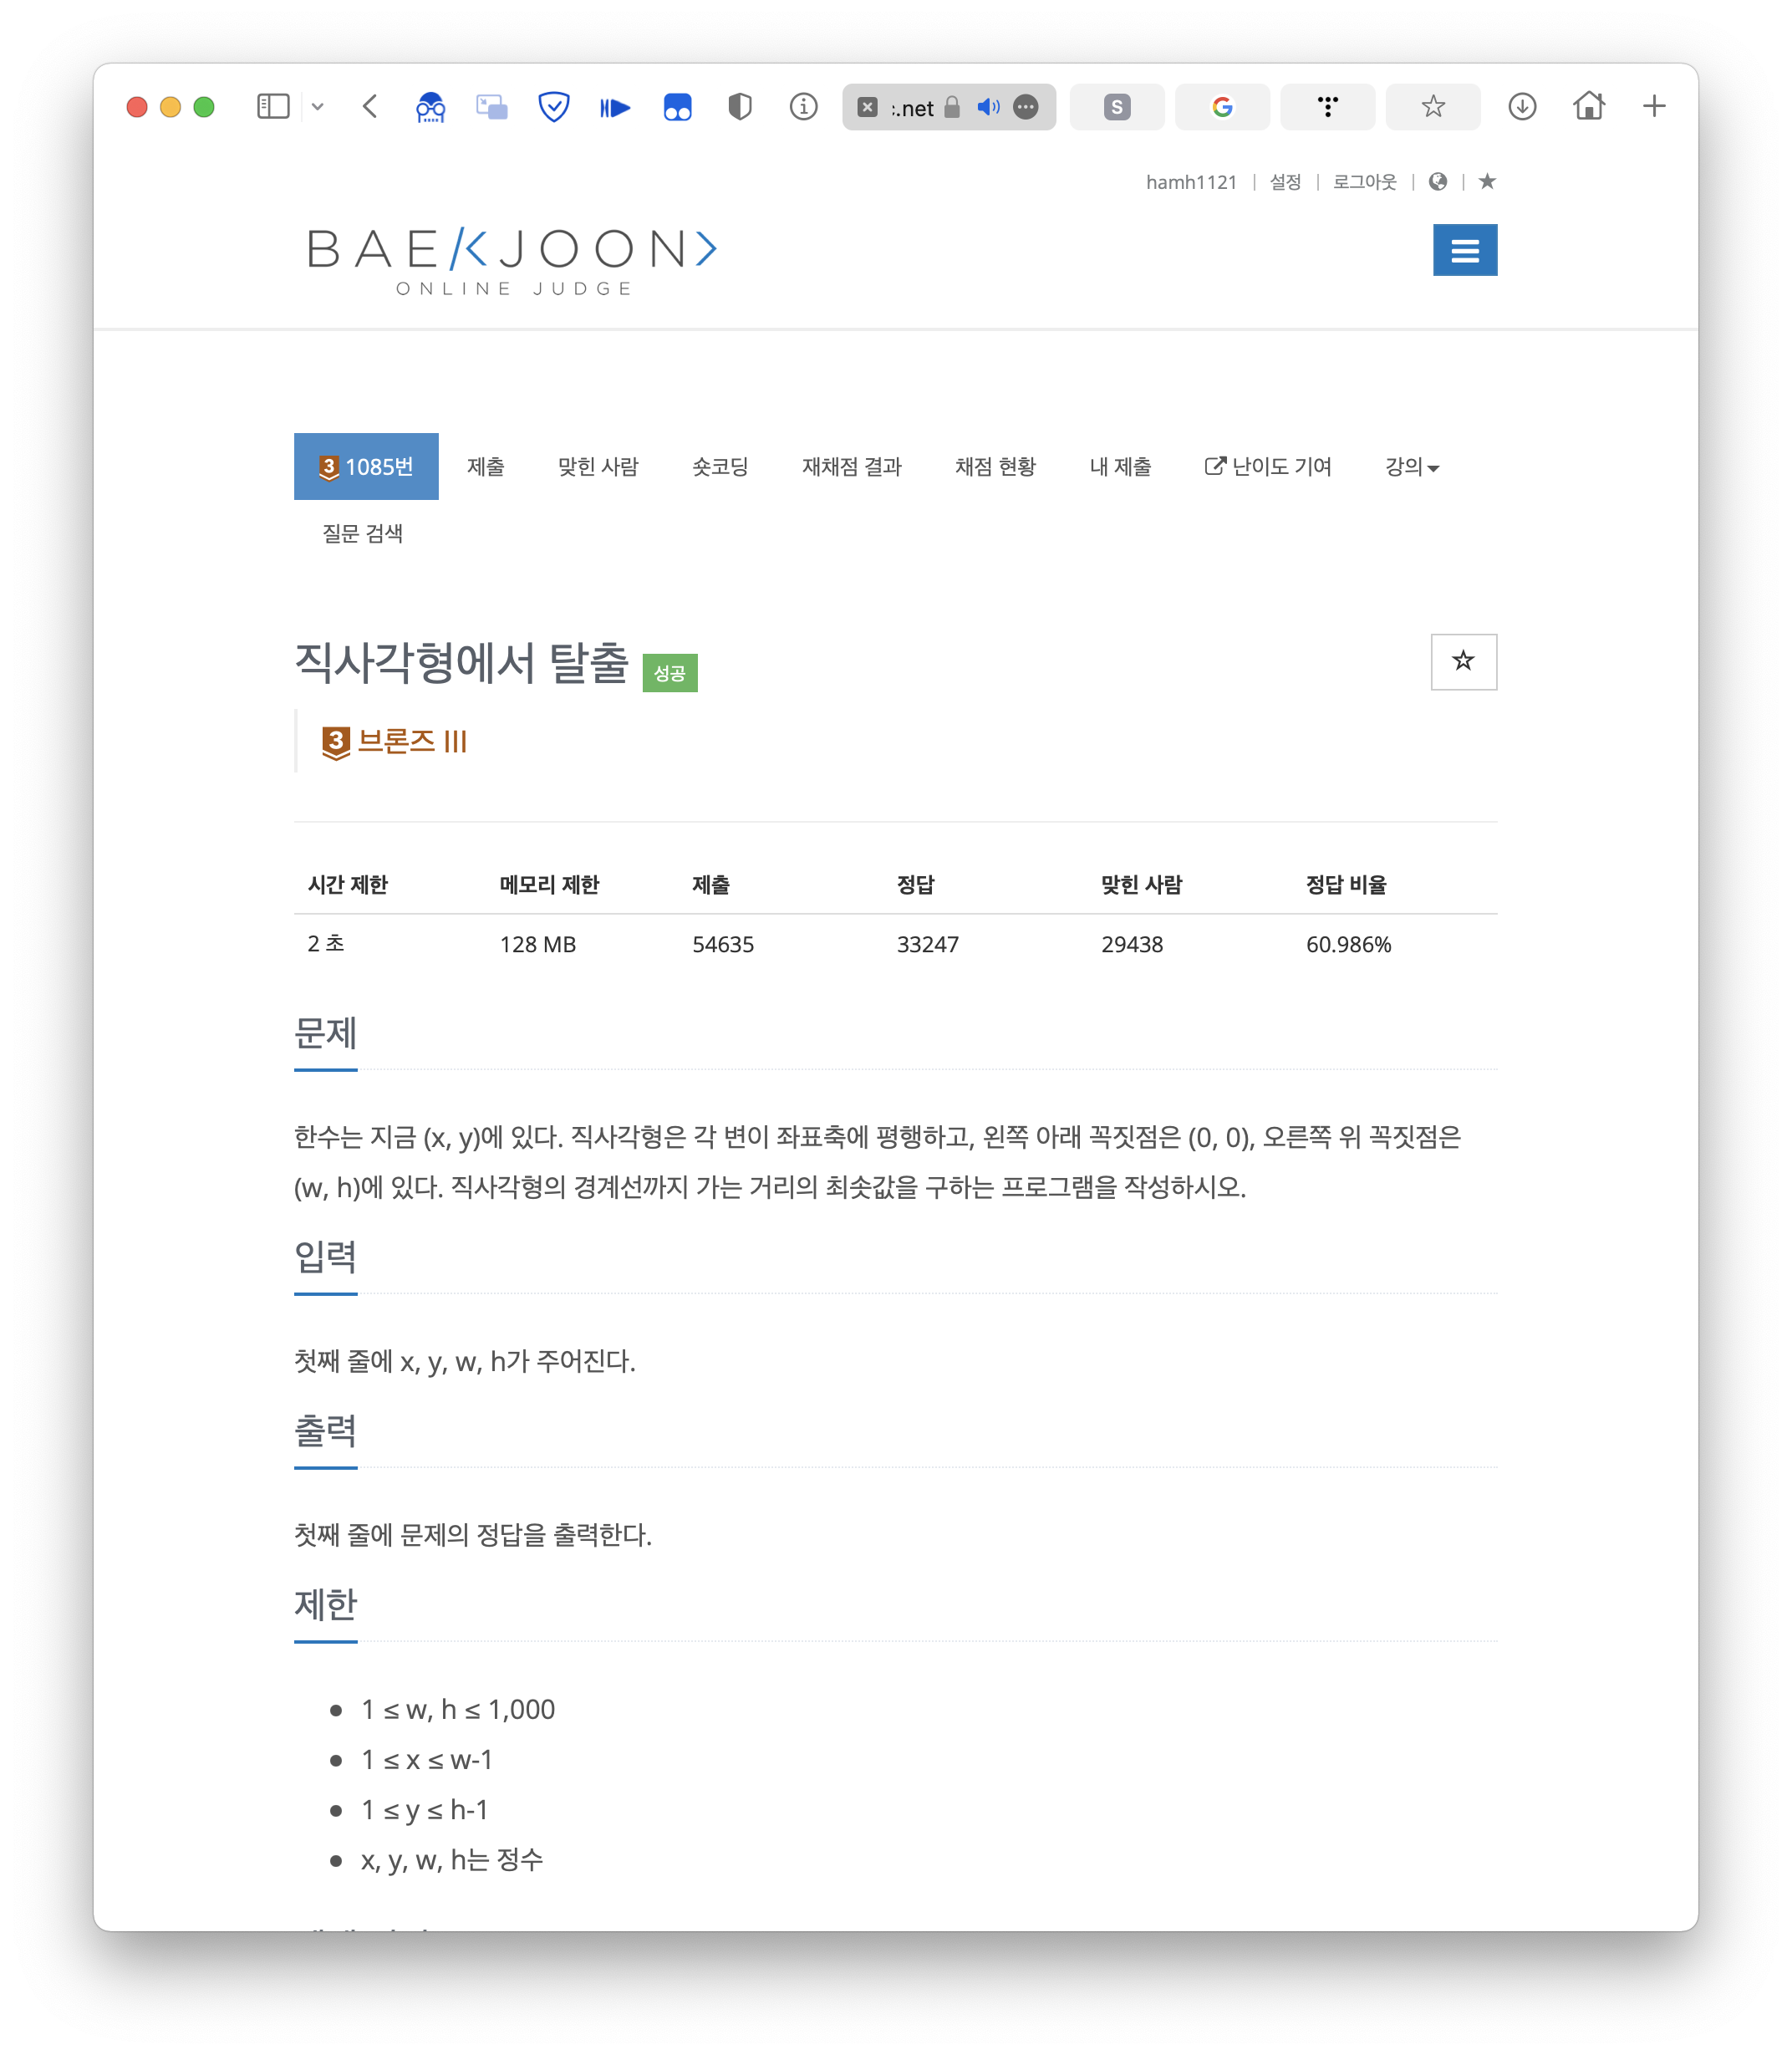 :.net
S
hamh1121 | 설정 | 로그아웃 | |
BAEKJOON>
ONLINE JUDGE
3 1085번 제출 맞힌 사람 숏코딩 재채점 결과 채점 현황 내 제출 난이도 기여 강의
질문 검색
직사각형에서 탈출 성공
3 브론즈 III
시간 제한 메모리 제한 제출 정답 맞힌 사람 정답 비율
2 초 128 MB 54635 33247 29438 60.986%
문제
한수는 지금 (x, y)에 있다. 직사각형은 각 변이 좌표축에 평행하고, 왼쪽 아래 꼭짓점은 (0, 0), 오른쪽 위 꼭짓점은
(w, h)에 있다. 직사각형의 경계선까지 가는 거리의 최솟값을 구하는 프로그램을 작성하시오.
입력
첫째 줄에 x, y, w, h가 주어진다.
출력
첫째 줄에 문제의 정답을 출력한다.
제한
● 1 ≤ w, h ≤ 1,000
● 1 ≤ x ≤ w-1
● 1 ≤ y ≤ h-1
● x, y, w, h는 정수